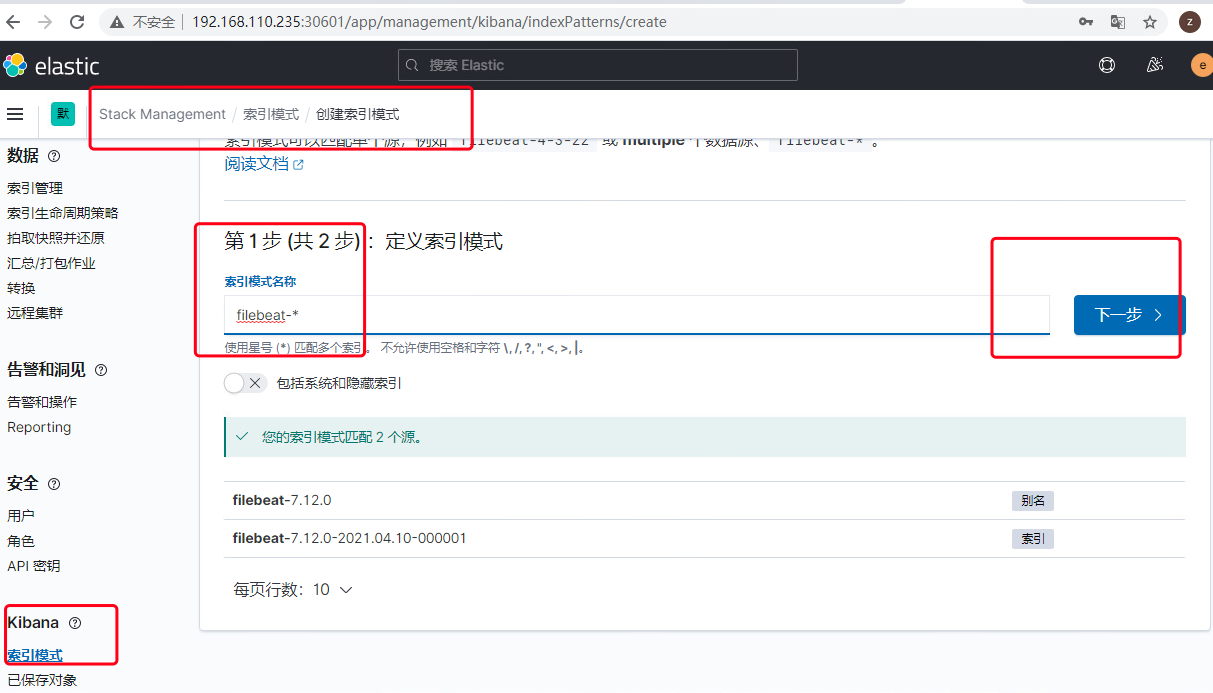 不安全 192.168.110.235:30601/app/management/kibana/indexPatterns/create
z
elastic
搜索 Elastic
e
默
Stack Management / 索引模式 / 创建索引模式
索引模式可以匹配单个源，例如 filebeat-4-3-22 或 multiple 个数据源、 filebeat-* 。
阅读文档
数据
索引管理
索引生命周期策略
拍取快照并还原
汇总/打包作业
转换
远程集群
告警和洞见
告警和操作
Reporting
安全
用户
角色
API 密钥
Kibana
索引模式
已保存对象
第 1 步 (共 2 步)： 定义索引模式
索引模式名称
filebeat-*
下一步
使用星号 (*) 匹配多个索引。 不允许使用空格和字符 \, /, ?, ", <, >, |。
包括系统和隐藏索引
您的索引模式匹配 2 个源。
filebeat-7.12.0 别名
filebeat-7.12.0-2021.04.10-000001 索引
每页行数： 10